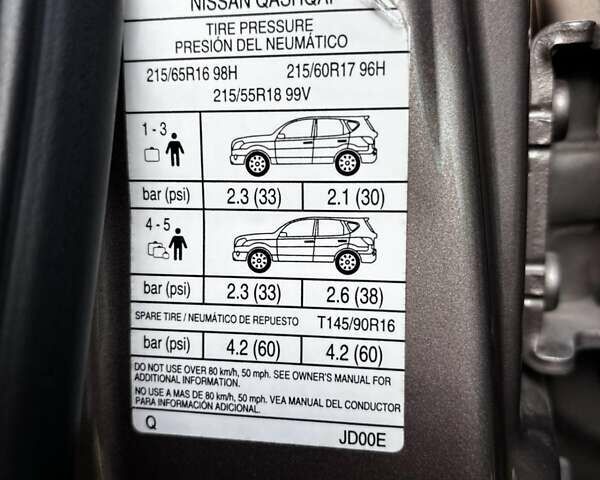 NISSAN QASHQAI
TIRE PRESSURE
PRESIÓN DEL NEUMÁTICO
215/65R16 98H 215/60R17 96H
215/55R18 99V
1 - 3
bar (psi) 2.3 (33) 2.1 (30)
4 - 5
bar (psi) 2.3 (33) 2.6 (38)
SPARE TIRE / NEUMÁTICO DE REPUESTO T145/90R16
bar (psi) 4.2 (60) 4.2 (60)
DO NOT USE OVER 80 km/h, 50 mph. SEE OWNER'S MANUAL FOR
ADDITIONAL INFORMATION.
NO USE A MAS DE 80 km/h, 50 mph. VEA MANUAL DEL CONDUCTOR
PARA INFORMACIÓN ADICIONAL.
Q JD00E